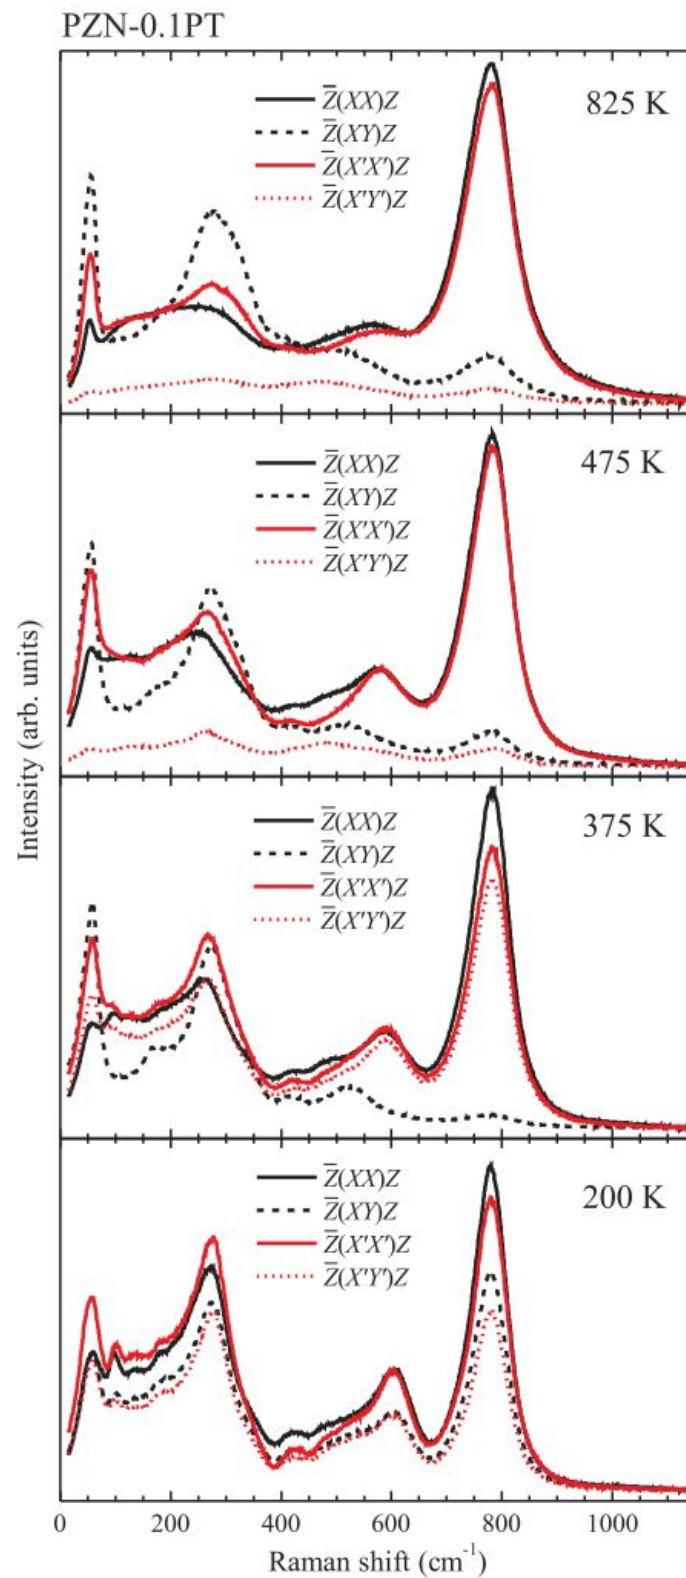 PZN-0.1PT
825 K
Z̅(XX)Z
Z̅(XY)Z
Z̅(X'X')Z
Z̅(X'Y')Z
475 K
Z̅(XX)Z
Z̅(XY)Z
Z̅(X'X')Z
Z̅(X'Y')Z
375 K
Z̅(XX)Z
Z̅(XY)Z
Z̅(X'X')Z
Z̅(X'Y')Z
200 K
Z̅(XX)Z
Z̅(XY)Z
Z̅(X'X')Z
Z̅(X'Y')Z
Intensity (arb. units)
0 200 400 600 800 1000
Raman shift (cm⁻¹)